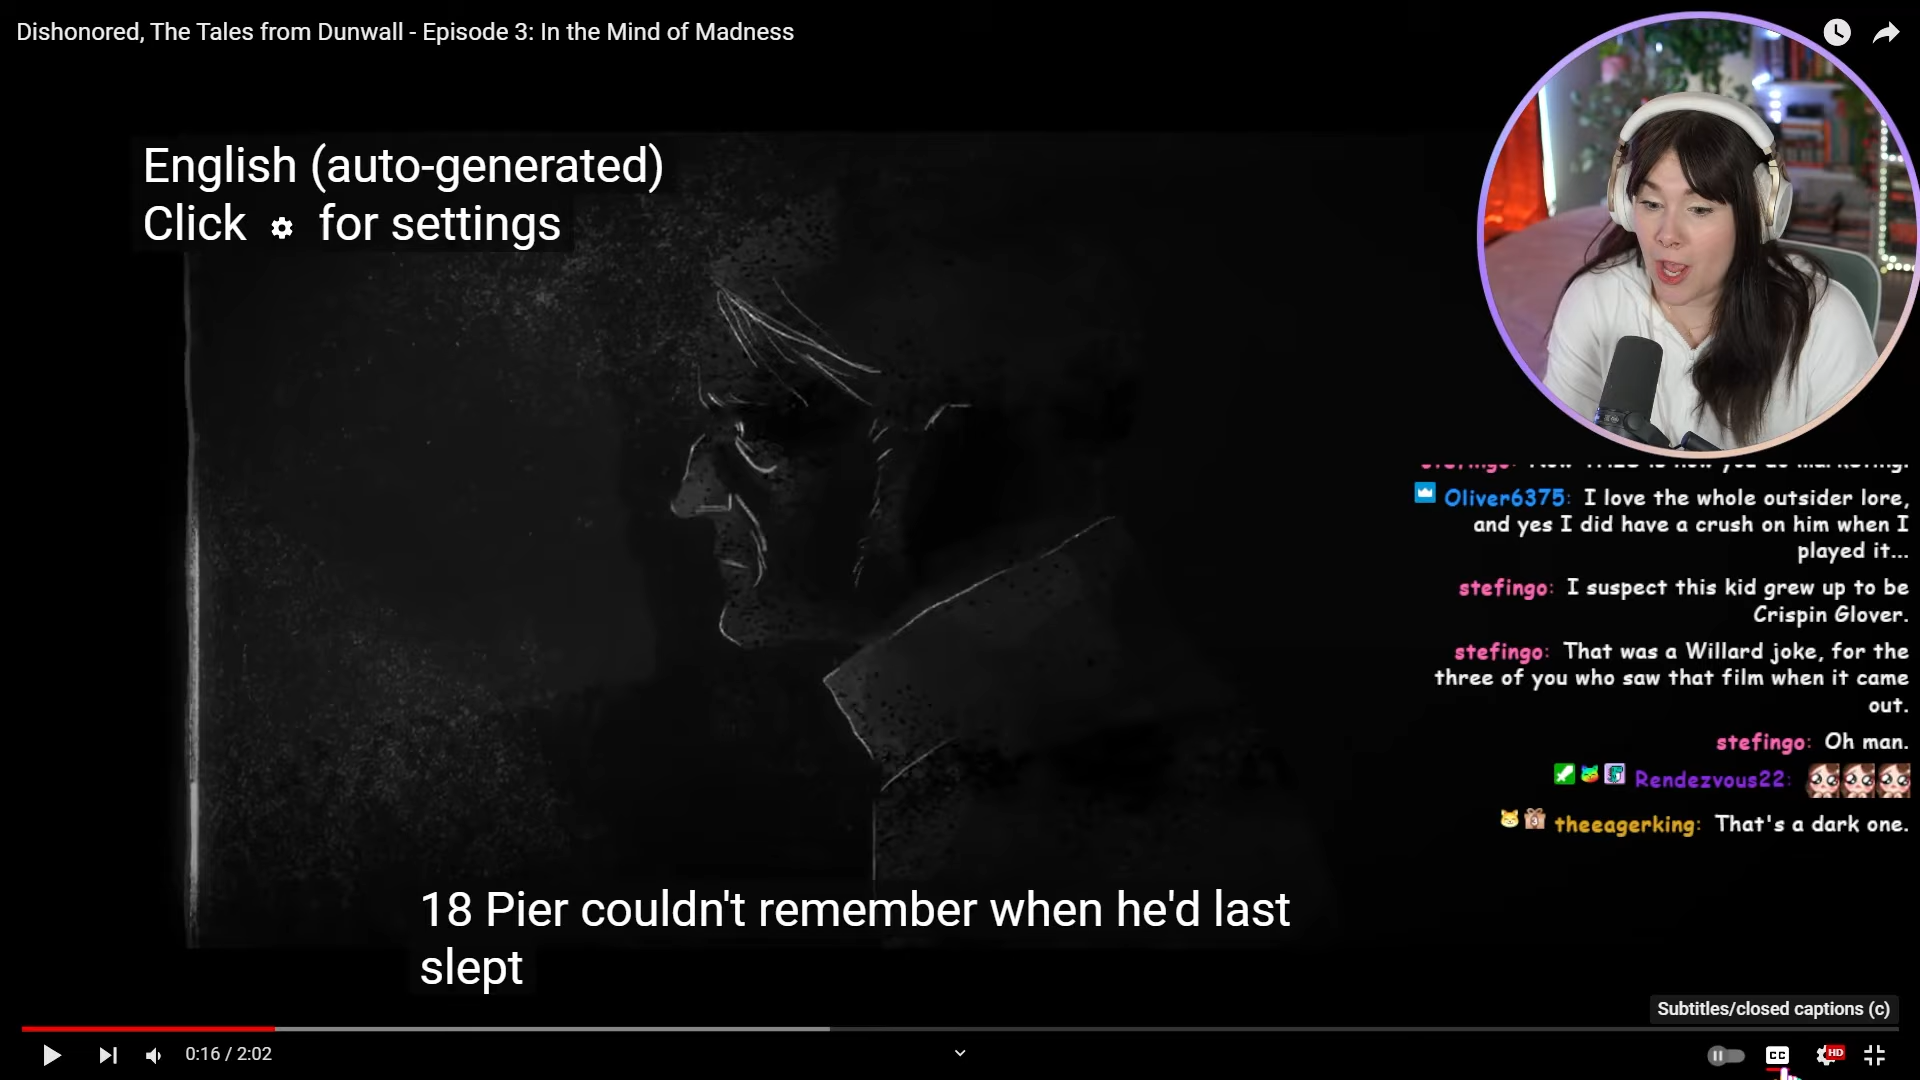 Dishonored, The Tales from Dunwall - Episode 3: In the Mind of Madness
English (auto-generated)
Click for settings
Oliver6375: I love the whole outsider lore,
and yes I did have a crush on him when I
played it...
stefingo: I suspect this kid grew up to be
Crispin Glover.
stefingo: That was a Willard joke, for the
three of you who saw that film when it came
out.
stefingo: Oh man.
Rendezvous22:
3 theeagerking: That's a dark one.
18 Pier couldn't remember when he'd last
slept
Subtitles/closed captions (c)
0:16 / 2:02
CC
HD